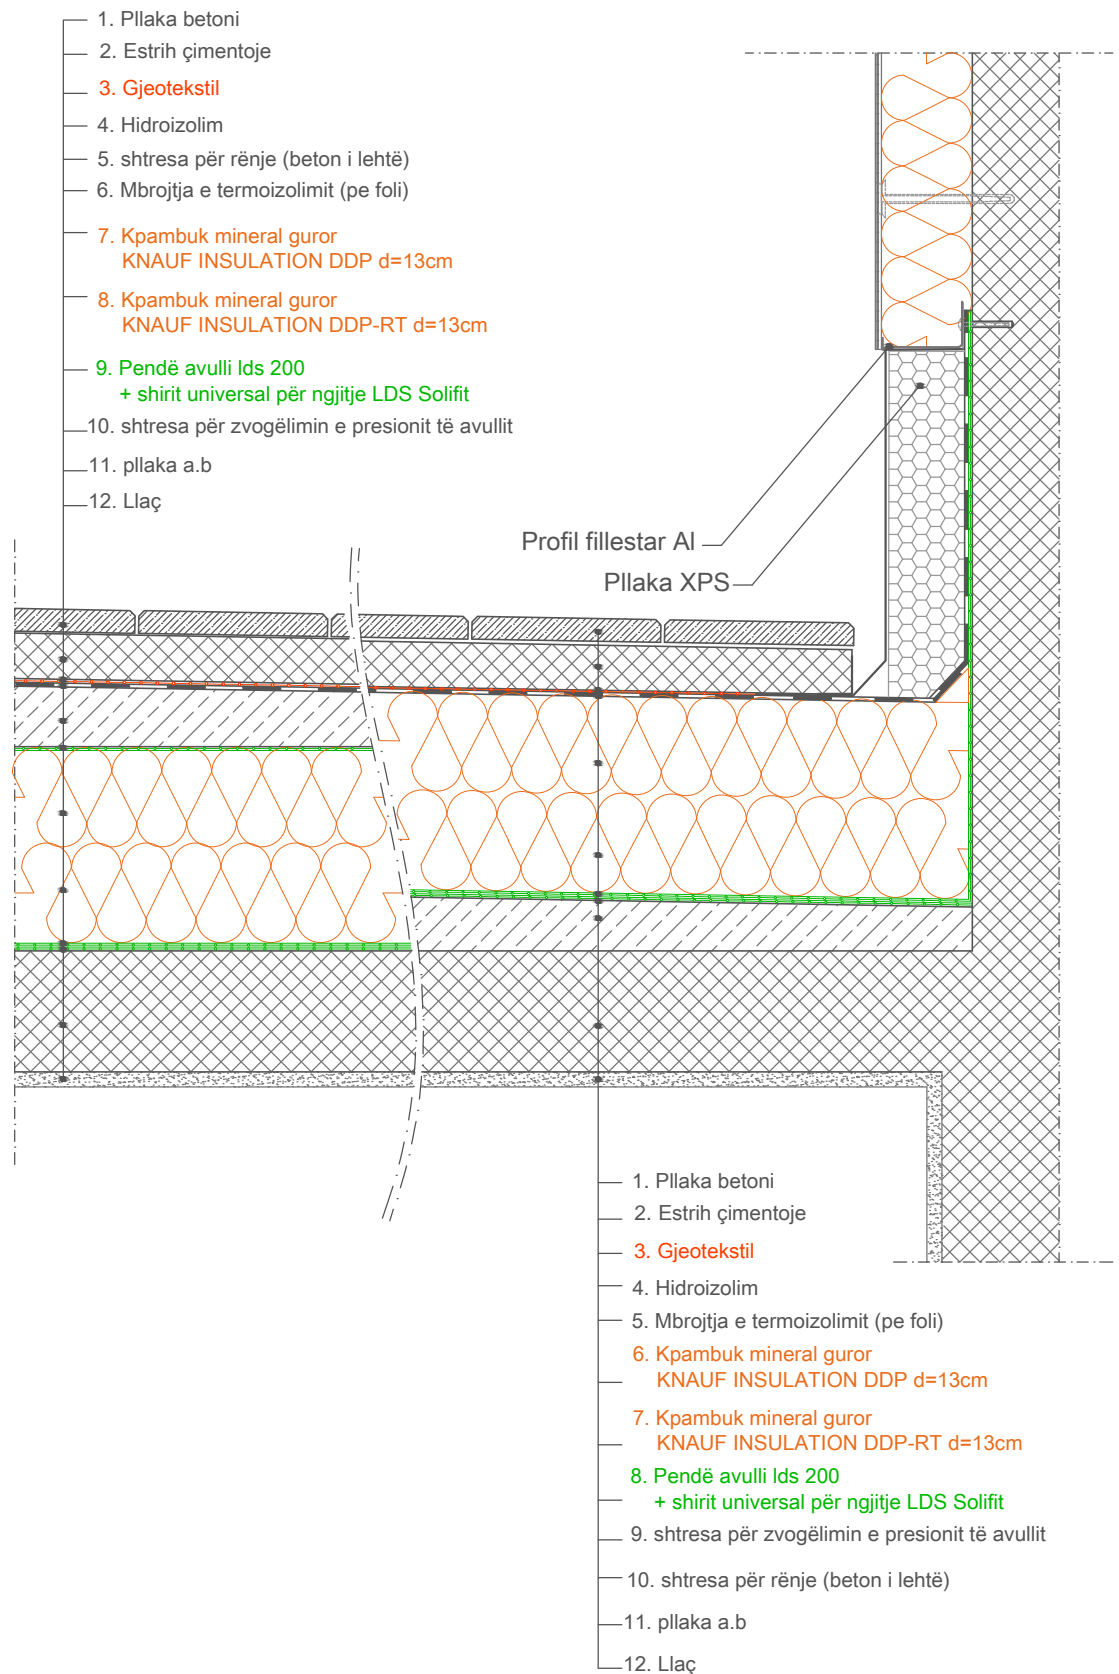 1. Pllaka betoni
2. Estrih çimentoje
3. Gjeotekstil
4. Hidroizolim
5. shtresa për rënje (beton i lehtë)
6. Mbrojtja e termoizolimit (pe foli)
7. Kpambuk mineral guror
KNAUF INSULATION DDP d=13cm
8. Kpambuk mineral guror
KNAUF INSULATION DDP-RT d=13cm
9. Pendë avulli lds 200
+ shirit universal për ngjitje LDS Solifit
10. shtresa për zvogëlimin e presionit të avullit
11. pllaka a.b
12. Llaç
Profil fillestar Al
Pllaka XPS
1. Pllaka betoni
2. Estrih çimentoje
3. Gjeotekstil
4. Hidroizolim
5. Mbrojtja e termoizolimit (pe foli)
6. Kpambuk mineral guror
KNAUF INSULATION DDP d=13cm
7. Kpambuk mineral guror
KNAUF INSULATION DDP-RT d=13cm
8. Pendë avulli lds 200
+ shirit universal për ngjitje LDS Solifit
9. shtresa për zvogëlimin e presionit të avullit
10. shtresa për rënje (beton i lehtë)
11. pllaka a.b
12. Llaç